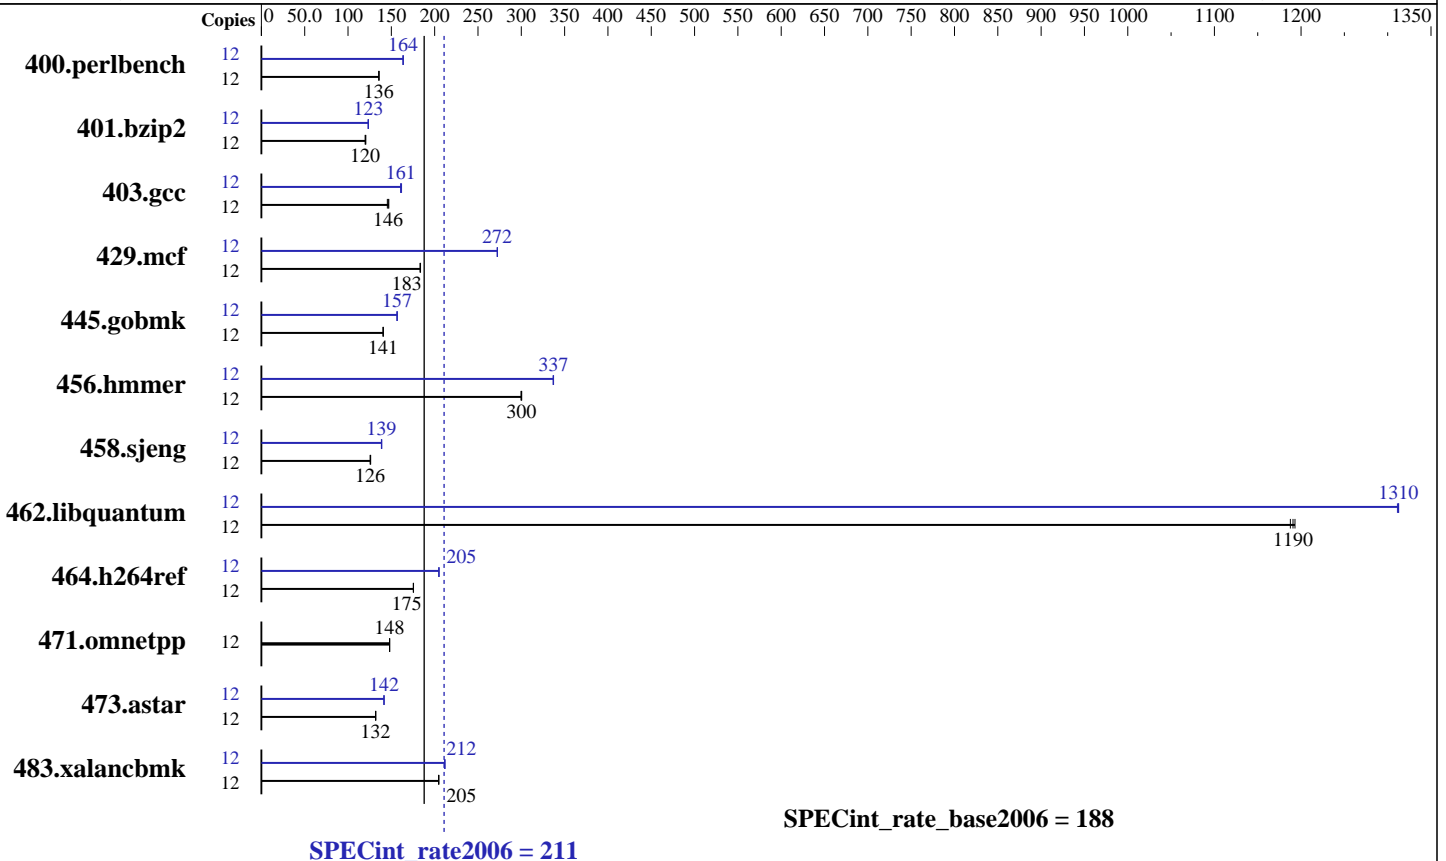 Copies 0 50.0 100 150 200 250 300 350 400 450 500 550 600 650 700 750 800 850 900 950 1000 1100 1200 1350
400.perlbench 12 164
12 136
401.bzip2 12 123
12 120
403.gcc 12 161
12 146
429.mcf 12 272
12 183
445.gobmk 12 157
12 141
456.hmmer 12 337
12 300
458.sjeng 12 139
12 126
462.libquantum 12 1310
12 1190
464.h264ref 12 205
12 175
471.omnetpp 12 148
473.astar 12 142
12 132
483.xalancbmk 12 212
12 205
SPECint_rate_base2006 = 188
SPECint_rate2006 = 211